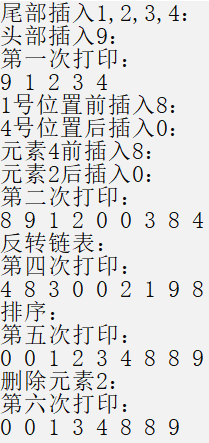 尾部插入1,2,3,4:
头部插入9:
第一次打印:
9 1 2 3 4
1号位置前插入8:
4号位置后插入0:
元素4前插入8:
元素2后插入0:
第二次打印:
8 9 1 2 0 0 3 8 4
反转链表:
第四次打印:
4 8 3 0 0 2 1 9 8
排序:
第五次打印:
0 0 1 2 3 4 8 8 9
删除元素2:
第六次打印:
0 0 1 3 4 8 8 9